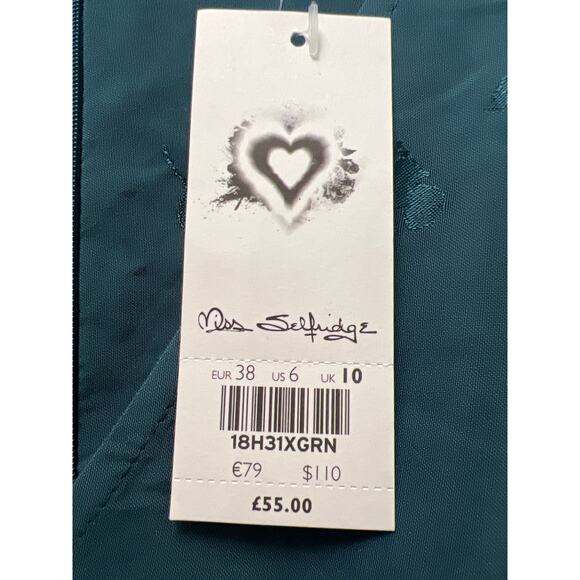 Miss Selfridge
EUR 38 US 6 UK 10
18H31XGRN
€79 $110
£55.00